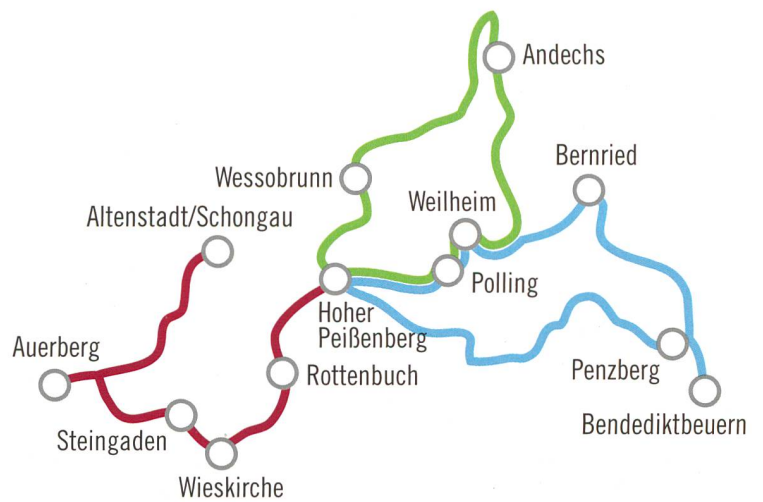 Andechs
Bernried
Wessobrunn
Weilheim
Altenstadt/Schongau
Polling
Hoher
Peißenberg
Auerberg
Rottenbuch
Penzberg
Bendediktbeuern
Steingaden
Wieskirche